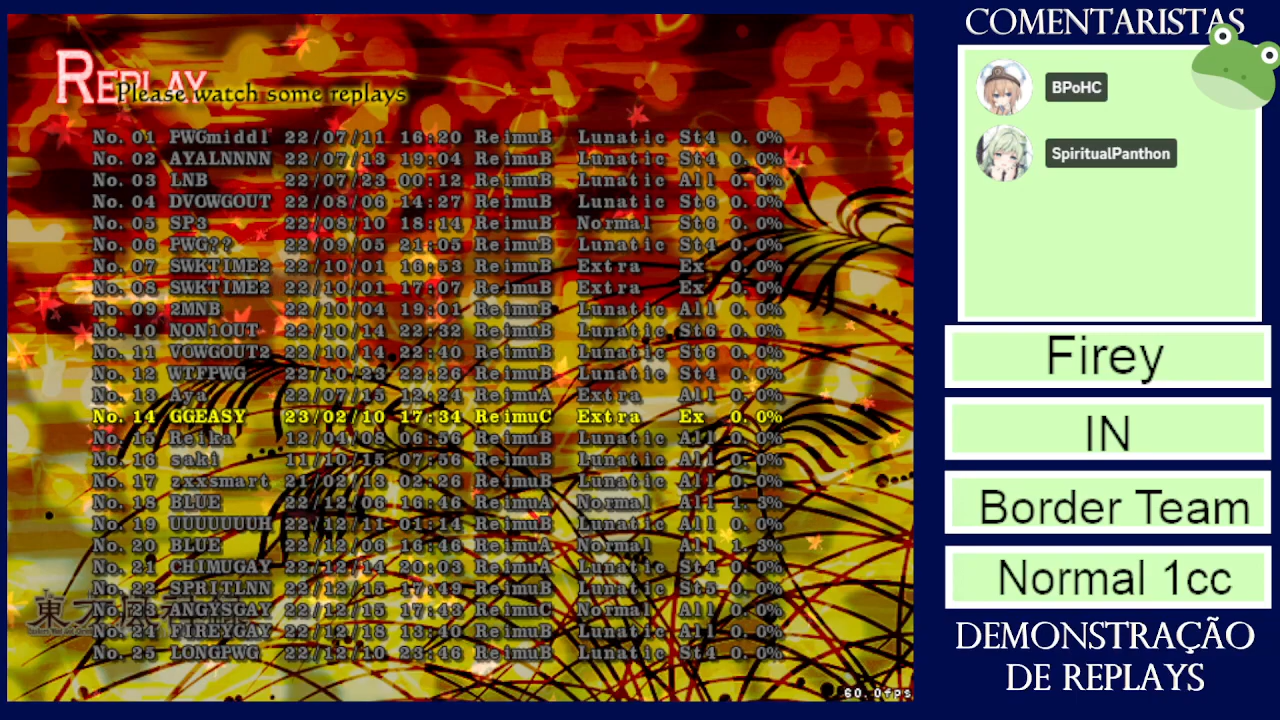 REPLAY
Please watch some replays
No. 01 PWGmiddl 22/07/11 16:20 ReimuB Lunatic St4 0.0%
No. 02 AYALNNNN 22/07/13 19:04 ReimuB Lunatic St4 0.0%
No. 03 LNB 22/07/23 00:12 ReimuB Lunatic All 0.0%
No. 04 DVOWGOUT 22/08/06 14:27 ReimuB Lunatic St6 0.0%
No. 05 SP3 22/08/10 18:14 ReimuB Normal St6 0.0%
No. 06 PWG?? 22/09/05 21:05 ReimuB Lunatic St4 0.0%
No. 07 SWKTIME2 22/10/01 16:53 ReimuB Extra Ex 0.0%
No. 08 SWKTIME2 22/10/01 17:07 ReimuB Extra Ex 0.0%
No. 09 2MNB 22/10/04 19:01 ReimuB Lunatic All 0.0%
No. 10 NON1OUT 22/10/14 22:32 ReimuB Lunatic St6 0.0%
No. 11 VOWGOUT2 22/10/14 22:40 ReimuB Lunatic St6 0.0%
No. 12 WTFPWG 22/10/23 22:26 ReimuB Lunatic St4 0.0%
No. 13 Aya 22/07/15 12:24 ReimuA Extra All 0.0%
No. 14 GGEASY 23/02/10 17:34 ReimuC Extra Ex 0.0%
No. 15 Reika 12/04/08 06:56 ReimuB Lunatic All 0.0%
No. 16 saki 11/10/15 07:56 ReimuB Lunatic All 0.0%
No. 17 zxxsmart 21/02/13 02:26 ReimuB Lunatic All 0.0%
No. 18 BLUE 22/12/06 16:46 ReimuA Normal All 1.3%
No. 19 UUUUUUUH 22/12/11 01:14 ReimuB Lunatic All 0.0%
No. 20 BLUE 22/12/06 16:46 ReimuA Normal All 1.3%
No. 21 CHIMUGAY 22/12/14 20:03 ReimuA Lunatic St4 0.0%
No. 22 SPRITLNN 22/12/15 17:49 ReimuB Lunatic St5 0.0%
No. 23 ANGYSGAY 22/12/15 17:43 ReimuC Normal All 0.0%
No. 24 FIREYGAY 22/12/18 13:40 ReimuB Lunatic All 0.0%
No. 25 LONGPWG 22/12/10 23:46 ReimuB Lunatic St4 0.0%
60.0fps
COMENTARISTAS
BPoHC
SpiritualPanthon
Firey
IN
Border Team
Normal 1cc
DEMONSTRAÇÃO
DE REPLAYS